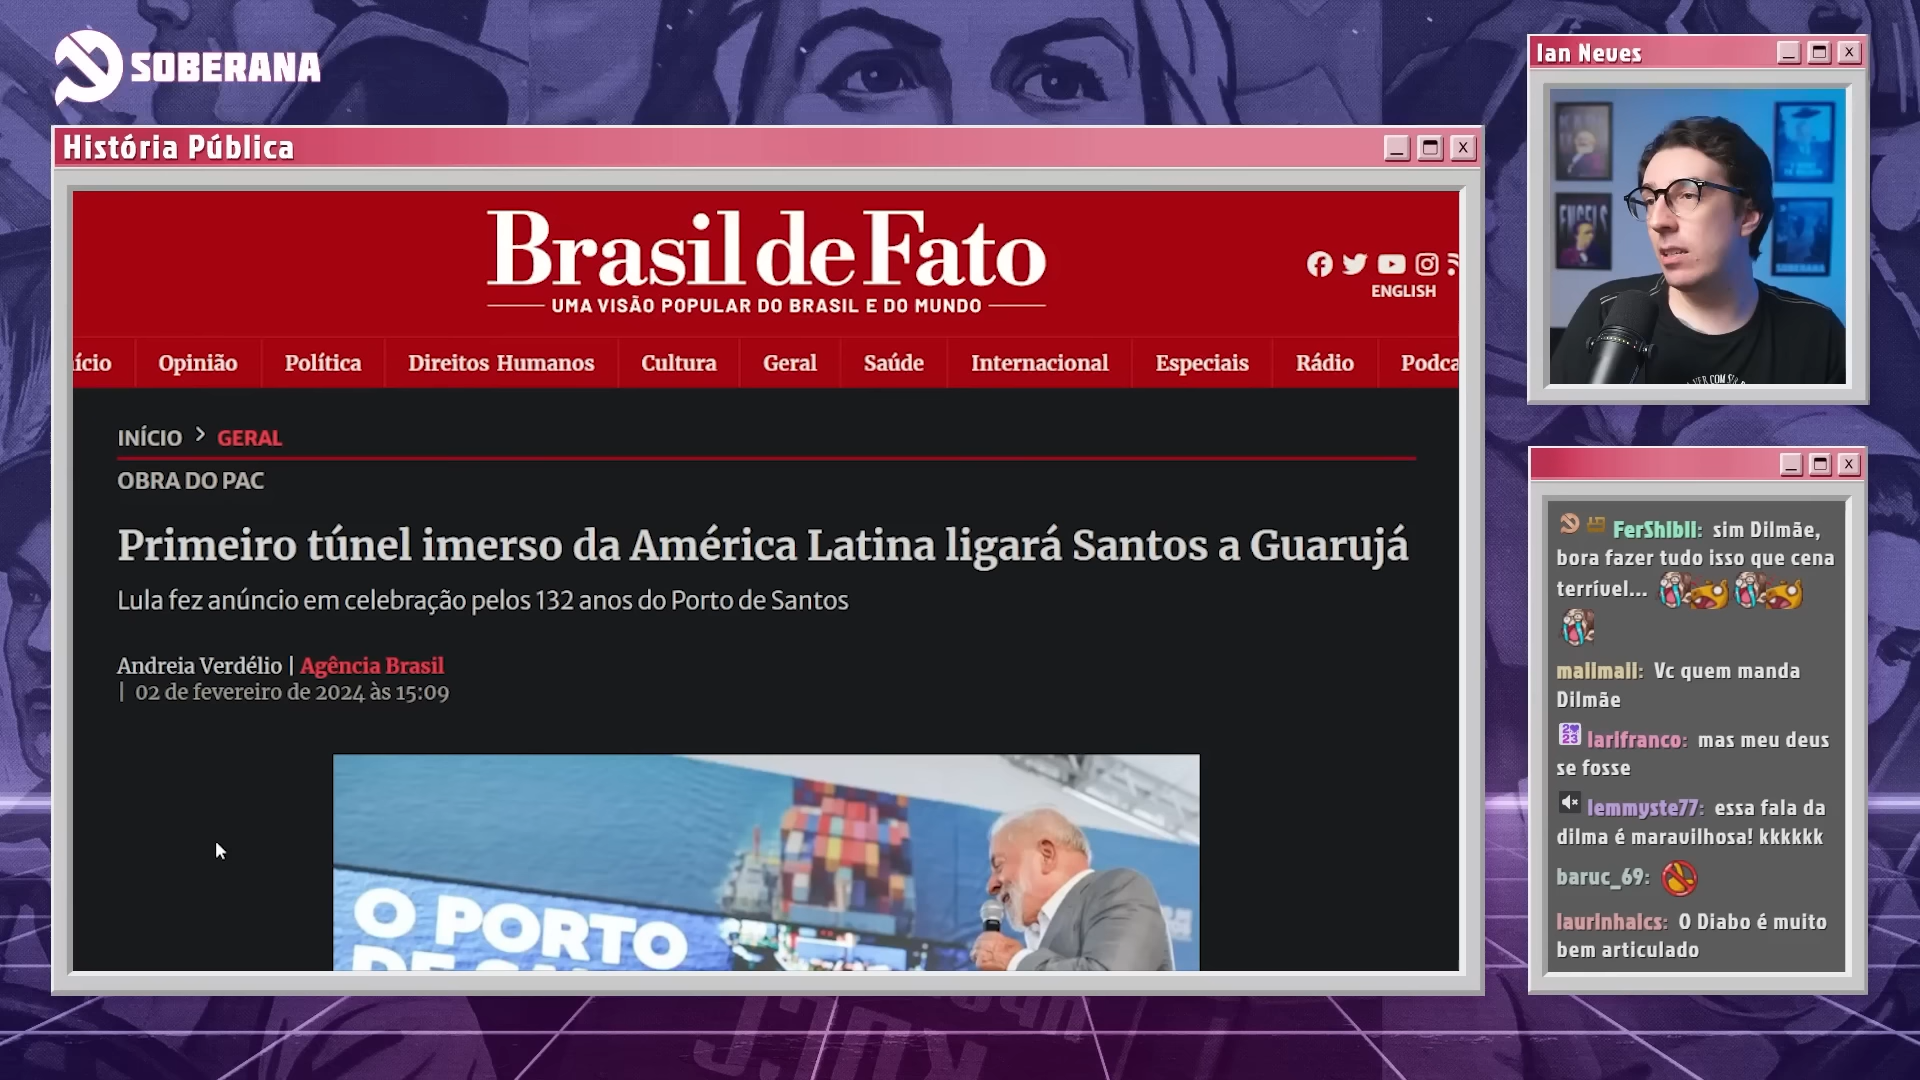 SOBERANA
História Pública
Brasil de Fato
UMA VISÃO POPULAR DO BRASIL E DO MUNDO
ENGLISH
ício Opinião Política Direitos Humanos Cultura Geral Saúde Internacional Especiais Rádio Podca
INÍCIO > GERAL
OBRA DO PAC
Primeiro túnel imerso da América Latina ligará Santos a Guarujá
Lula fez anúncio em celebração pelos 132 anos do Porto de Santos
Andreia Verdélio | Agência Brasil
| 02 de fevereiro de 2024 às 15:09
O PORTO
Ian Neves
ENGELS
SOBERANA
FerShibli: sim Dilmãe,
bora fazer tudo isso que cena
terrível...
mallmall: Vc quem manda
Dilmãe
larifranco: mas meu deus
se fosse
lemmyste77: essa fala da
dilma é maravilhosa! kkkkkk
baruc_69:
laurinhalcs: O Diabo é muito
bem articulado